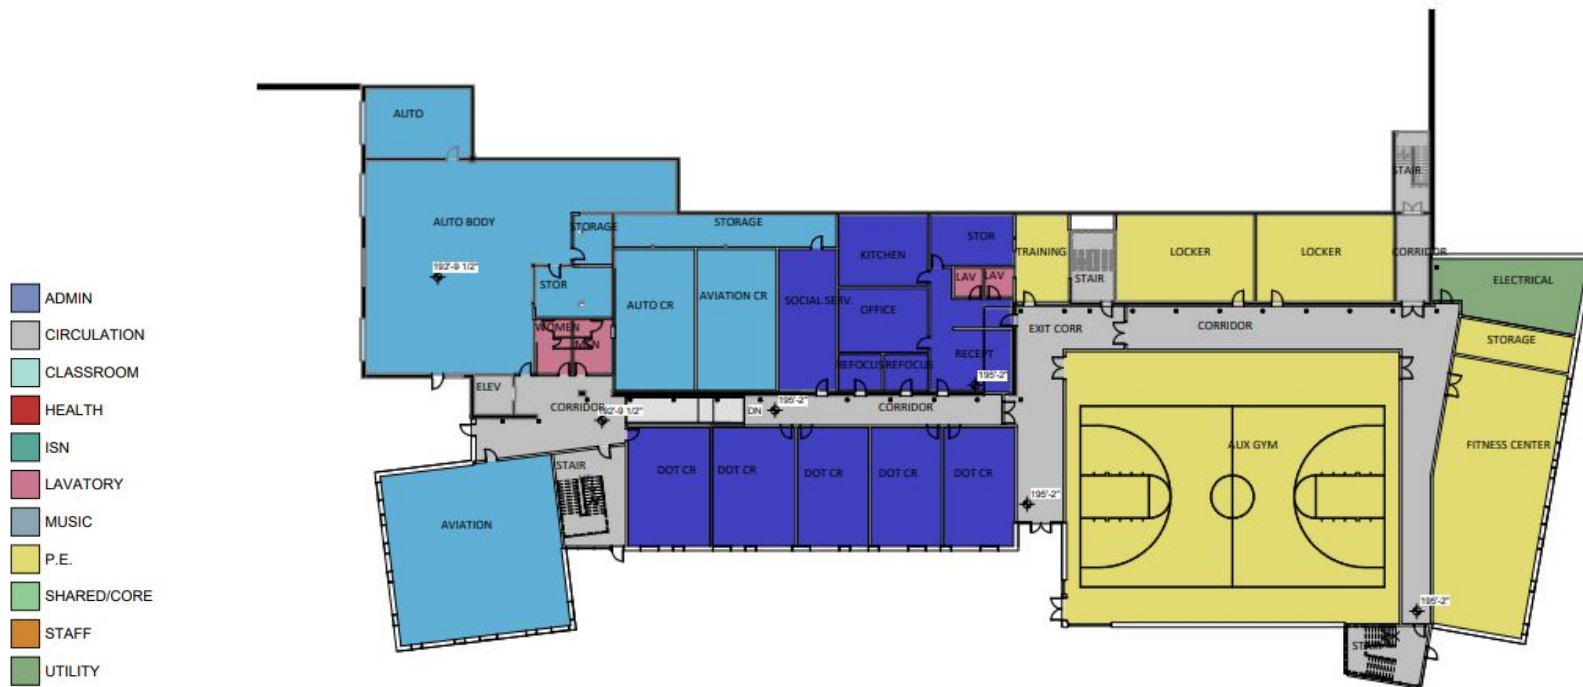 ADMIN
CIRCULATION
CLASSROOM
HEALTH
ISN
LAVATORY
MUSIC
P.E.
SHARED/CORE
STAFF
UTILITY
AUTO
AUTO BODY
192'-9 1/2"
STORAGE
STOR
WOMEN
MEN
ELEV
CORRIDOR
192'-9 1/2"
STAIR
AVIATION
STORAGE
AUTO CR
AVIATION CR
SOCIAL SERV.
KITCHEN
OFFICE
REFOCUS
REFOCUS
STOR
LAV
LAV
RECEPT
195'-2"
DN
195'-2"
CORRIDOR
DOT CR
DOT CR
DOT CR
DOT CR
DOT CR
TRAINING
STAIR
LOCKER
LOCKER
STAIR
CORRIDOR
EXIT CORR
CORRIDOR
195'-2"
AUX GYM
ELECTRICAL
STORAGE
FITNESS CENTER
195'-2"
STAIR